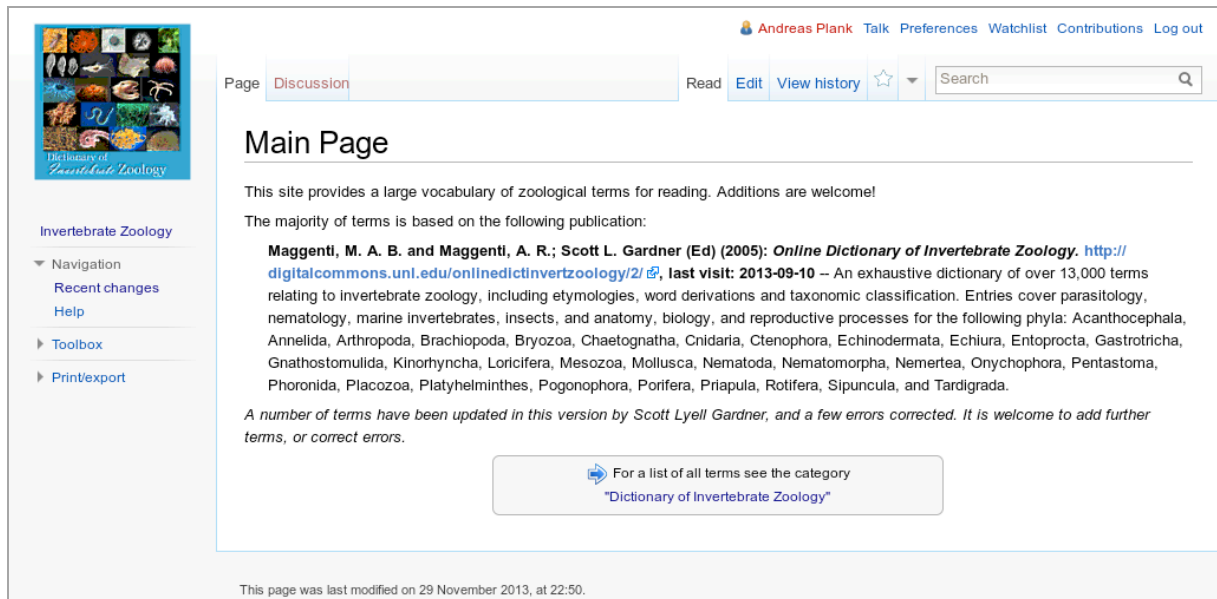 Andreas Plank Talk Preferences Watchlist Contributions Log out
Page Discussion Read Edit View history Search
Dictionary of
Invertebrate Zoology
Main Page
This site provides a large vocabulary of zoological terms for reading. Additions are welcome!
The majority of terms is based on the following publication:
Maggenti, M. A. B. and Maggenti, A. R.; Scott L. Gardner (Ed) (2005): Online Dictionary of Invertebrate Zoology. http://
digitalcommons.unl.edu/onlinedictinvertzoology/2/, last visit: 2013-09-10 -- An exhaustive dictionary of over 13,000 terms
relating to invertebrate zoology, including etymologies, word derivations and taxonomic classification. Entries cover parasitology,
nematology, marine invertebrates, insects, and anatomy, biology, and reproductive processes for the following phyla: Acanthocephala,
Annelida, Arthropoda, Brachiopoda, Bryozoa, Chaetognatha, Cnidaria, Ctenophora, Echinodermata, Echiura, Entoprocta, Gastrotricha,
Gnathostomulida, Kinorhyncha, Loricifera, Mesozoa, Mollusca, Nematoda, Nematomorpha, Nemertea, Onychophora, Pentastoma,
Phoronida, Placozoa, Platyhelminthes, Pogonophora, Porifera, Priapula, Rotifera, Sipuncula, and Tardigrada.
A number of terms have been updated in this version by Scott Lyell Gardner, and a few errors corrected. It is welcome to add further
terms, or correct errors.
For a list of all terms see the category
"Dictionary of Invertebrate Zoology"
Invertebrate Zoology
Navigation
Recent changes
Help
Toolbox
Print/export
This page was last modified on 29 November 2013, at 22:50.